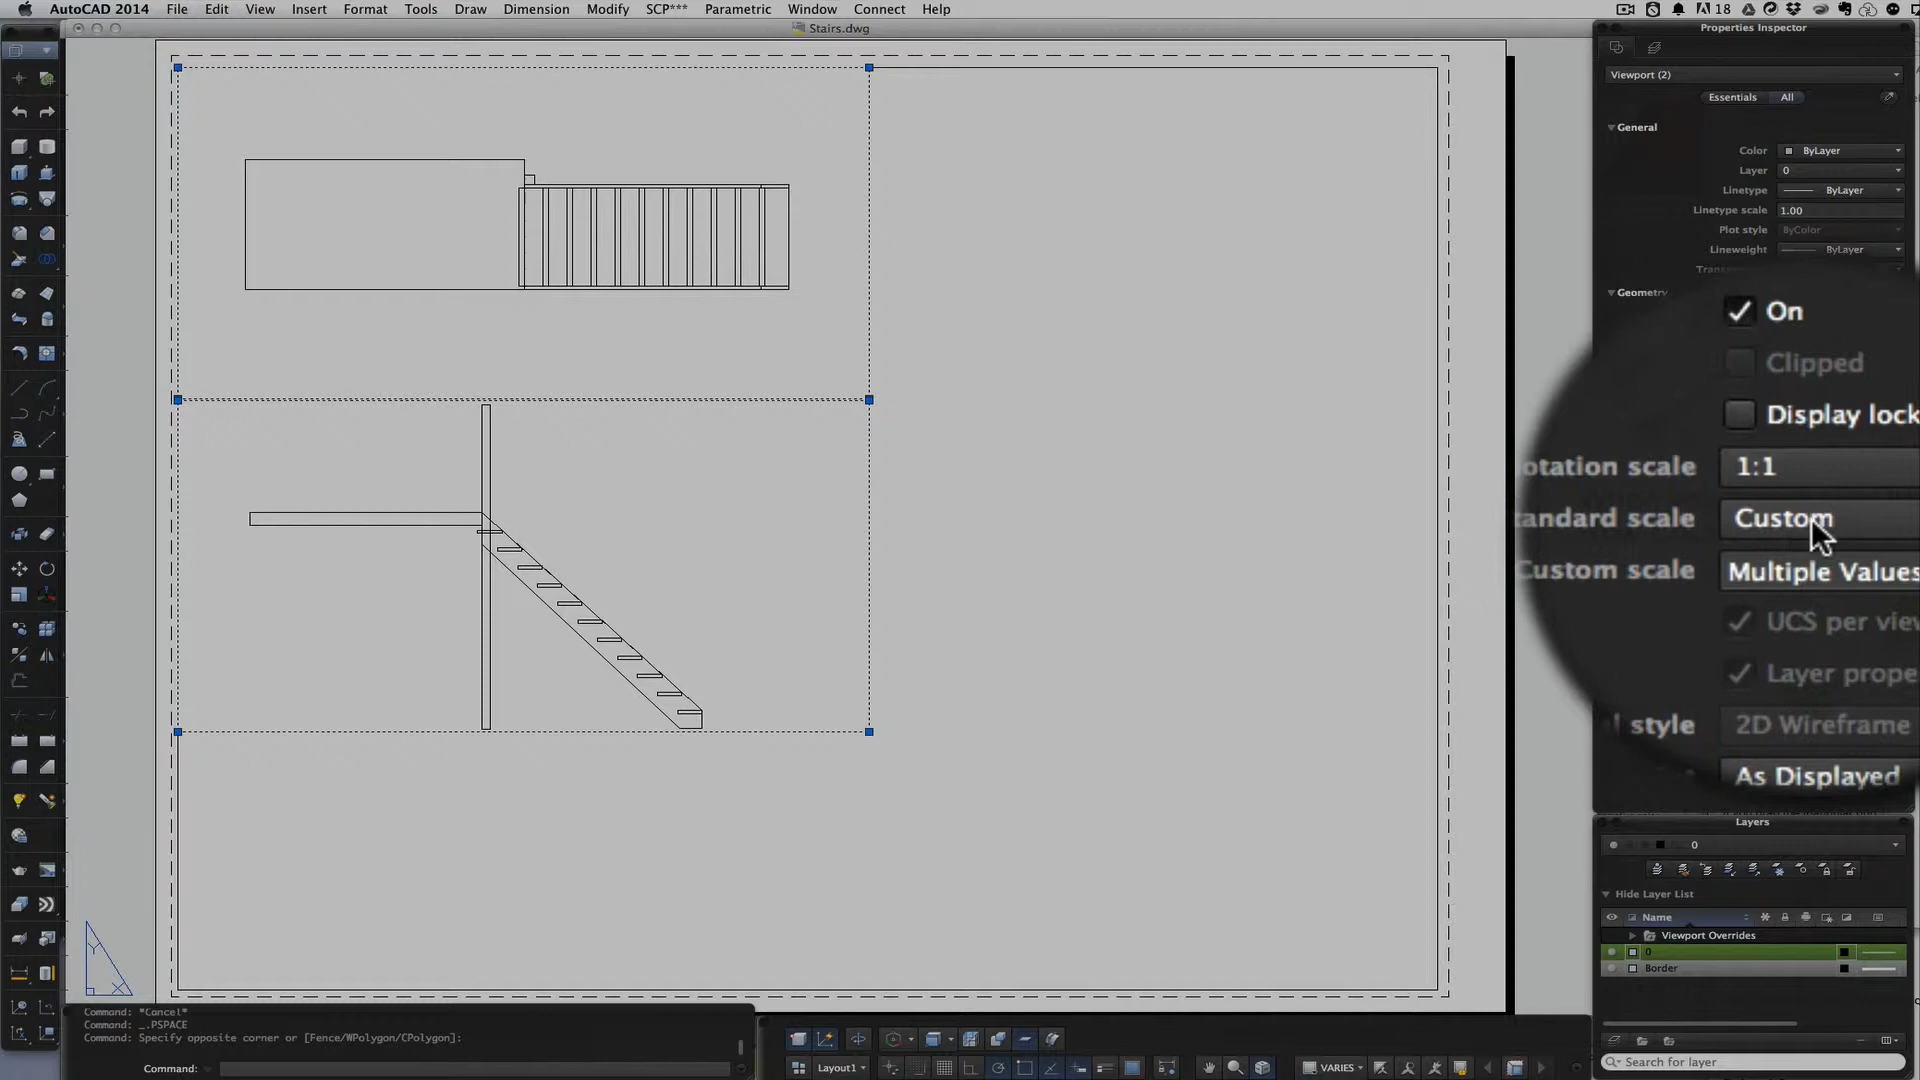 AutoCAD 2014 File Edit View Insert Format Tools Draw Dimension Modify SCP*** Parametric Window Connect Help 18
Stairs.dwg
Properties Inspector
Viewport (2)
Essentials All
General
Color ByLayer
Layer 0
Linetype ByLayer
Linetype scale 1.00
Plot style ByColor
Lineweight ByLayer
Geometry
On
Clipped
Display lock
otation scale 1:1
tandard scale Custom
Custom scale Multiple Values
UCS per view
Layer prope
l style 2D Wireframe
As Displayed
Layers
0
Hide Layer List
Name
Viewport Overrides
0
Border
Search for layer
Y
X
Command: *Cancel*
Command: _.PSPACE
Command: Specify opposite corner or [Fence/WPolygon/CPolygon]:
Command:
Layout1
VARIES